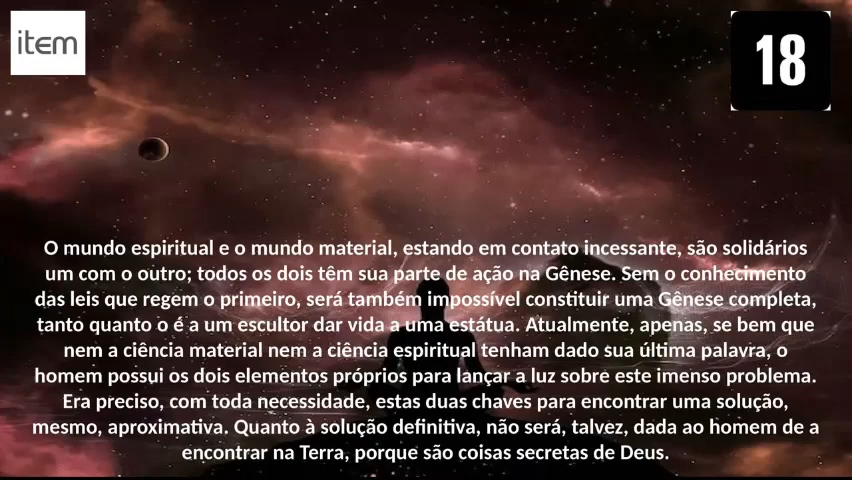 item
18
O mundo espiritual e o mundo material, estando em contato incessante, são solidários
um com o outro; todos os dois têm sua parte de ação na Gênese. Sem o conhecimento
das leis que regem o primeiro, será também impossível constituir uma Gênese completa,
tanto quanto o é a um escultor dar vida a uma estátua. Atualmente, apenas, se bem que
nem a ciência material nem a ciência espiritual tenham dado sua última palavra, o
homem possui os dois elementos próprios para lançar a luz sobre este imenso problema.
Era preciso, com toda necessidade, estas duas chaves para encontrar uma solução,
mesmo, aproximativa. Quanto à solução definitiva, não será, talvez, dada ao homem de a
encontrar na Terra, porque são coisas secretas de Deus.